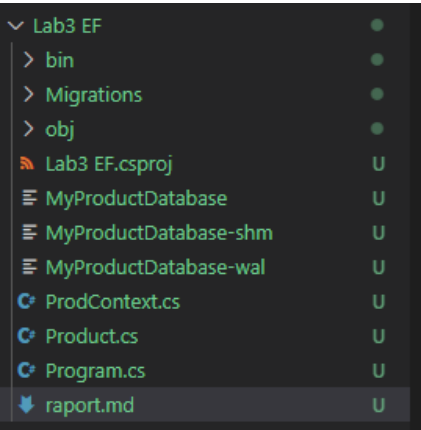 Lab3 EF
bin
Migrations
obj
Lab3 EF.csproj U
MyProductDatabase U
MyProductDatabase-shm U
MyProductDatabase-wal U
C# ProdContext.cs U
C# Product.cs U
C# Program.cs U
raport.md U